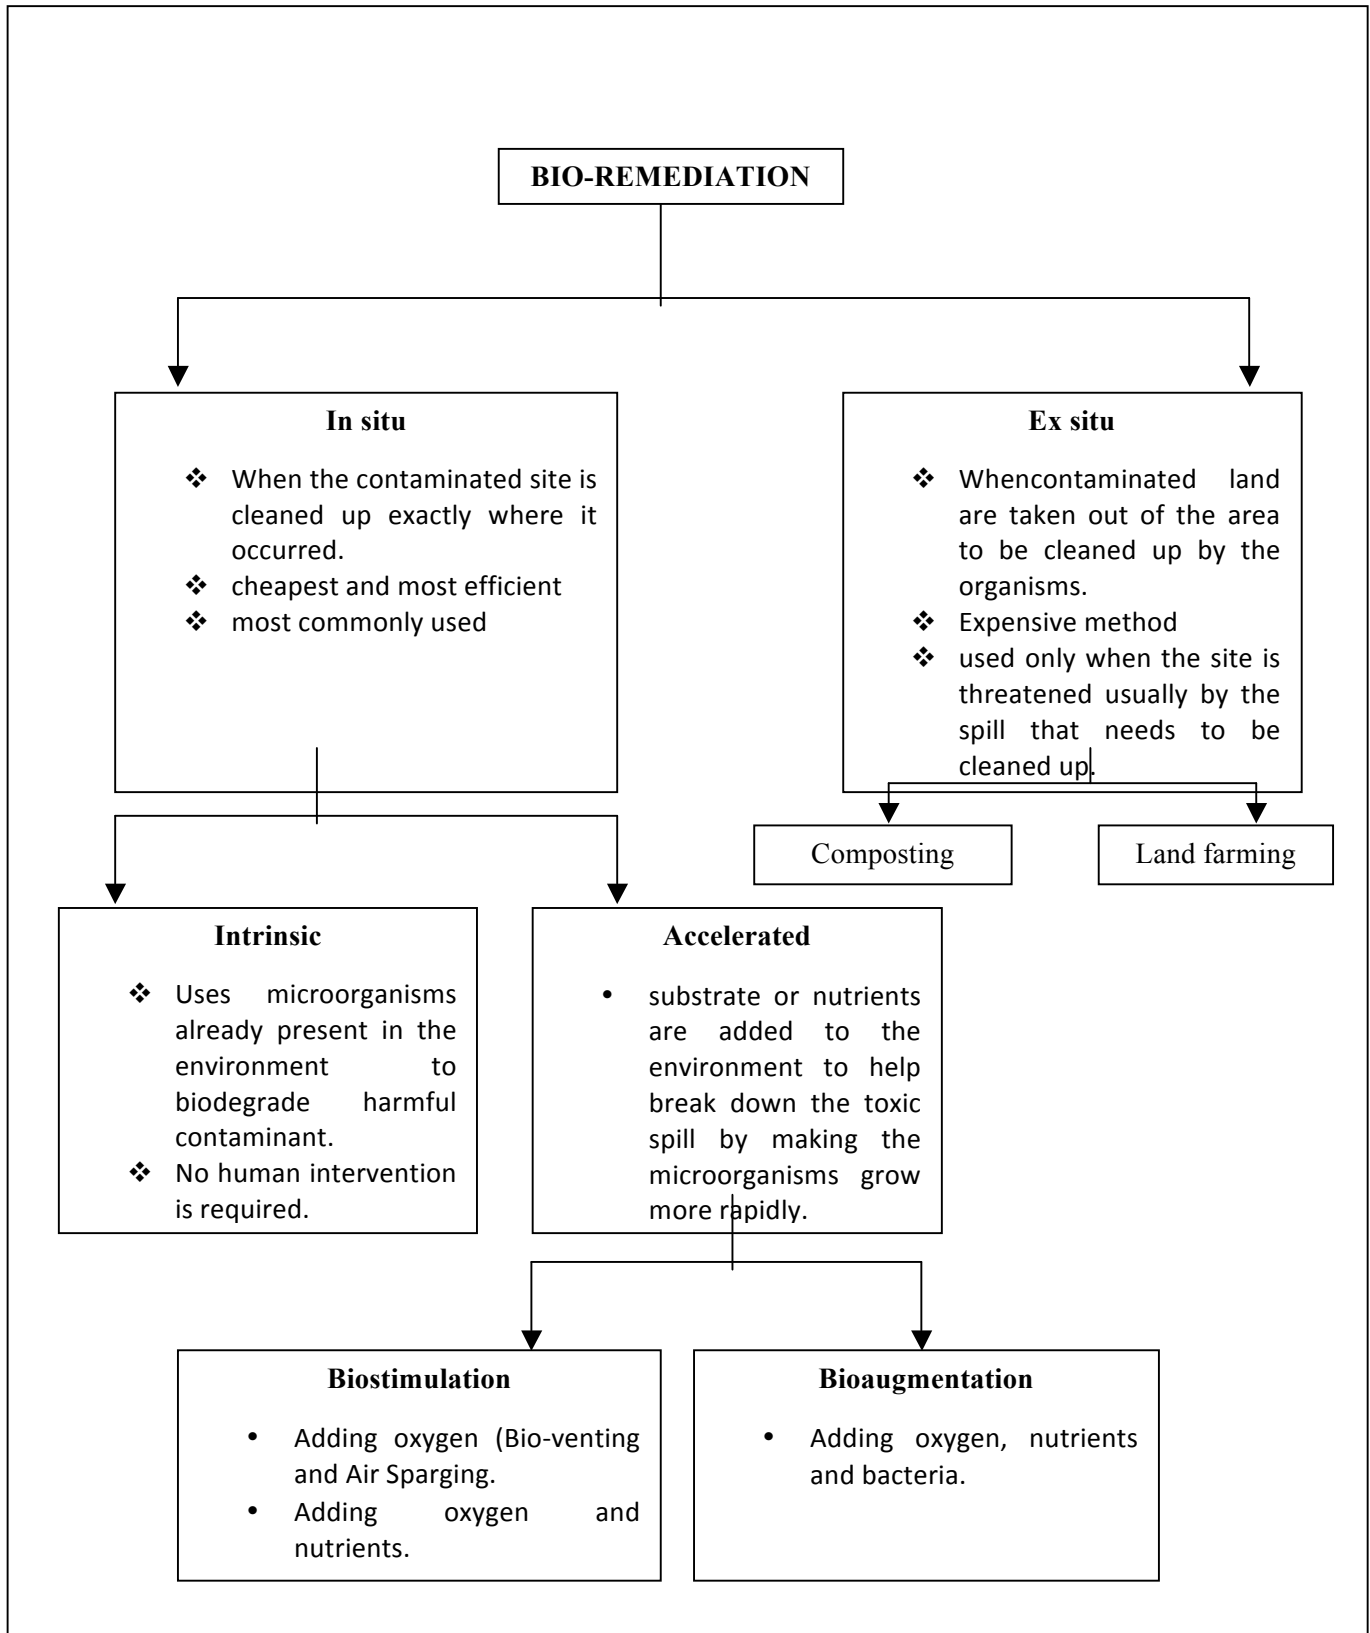 BIO-REMEDIATION
In situ
❖ When the contaminated site is
cleaned up exactly where it
occurred.
❖ cheapest and most efficient
❖ most commonly used
Ex situ
❖ Whencontaminated land
are taken out of the area
to be cleaned up by the
organisms.
❖ Expensive method
❖ used only when the site is
threatened usually by the
spill that needs to be
cleaned up.
Composting
Land farming
Intrinsic
❖ Uses microorganisms
already present in the
environment to
biodegrade harmful
contaminant.
❖ No human intervention
is required.
Accelerated
• substrate or nutrients
are added to the
environment to help
break down the toxic
spill by making the
microorganisms grow
more rapidly.
Biostimulation
• Adding oxygen (Bio-venting
and Air Sparging.
• Adding oxygen and
nutrients.
Bioaugmentation
• Adding oxygen, nutrients
and bacteria.